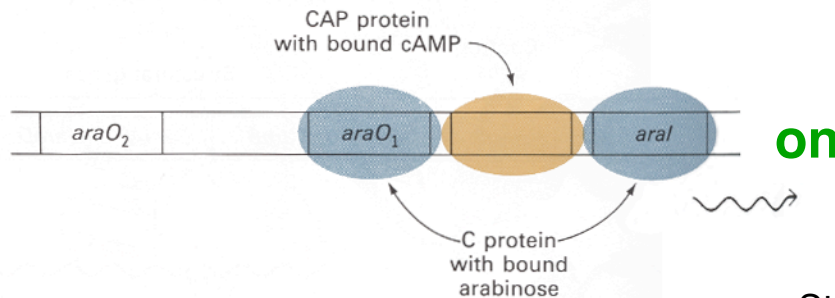 CAP protein
with bound cAMP
araO₂
araO₁
araI
on
C protein
with bound
arabinose